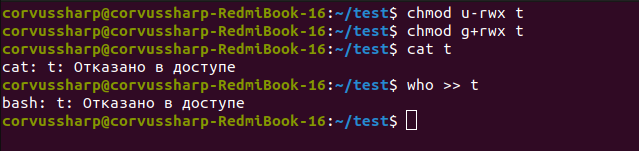 corvussharp@corvussharp-RedmiBook-16:~/test$ chmod u-rwx t
corvussharp@corvussharp-RedmiBook-16:~/test$ chmod g+rwx t
corvussharp@corvussharp-RedmiBook-16:~/test$ cat t
cat: t: Отказано в доступе
corvussharp@corvussharp-RedmiBook-16:~/test$ who >> t
bash: t: Отказано в доступе
corvussharp@corvussharp-RedmiBook-16:~/test$